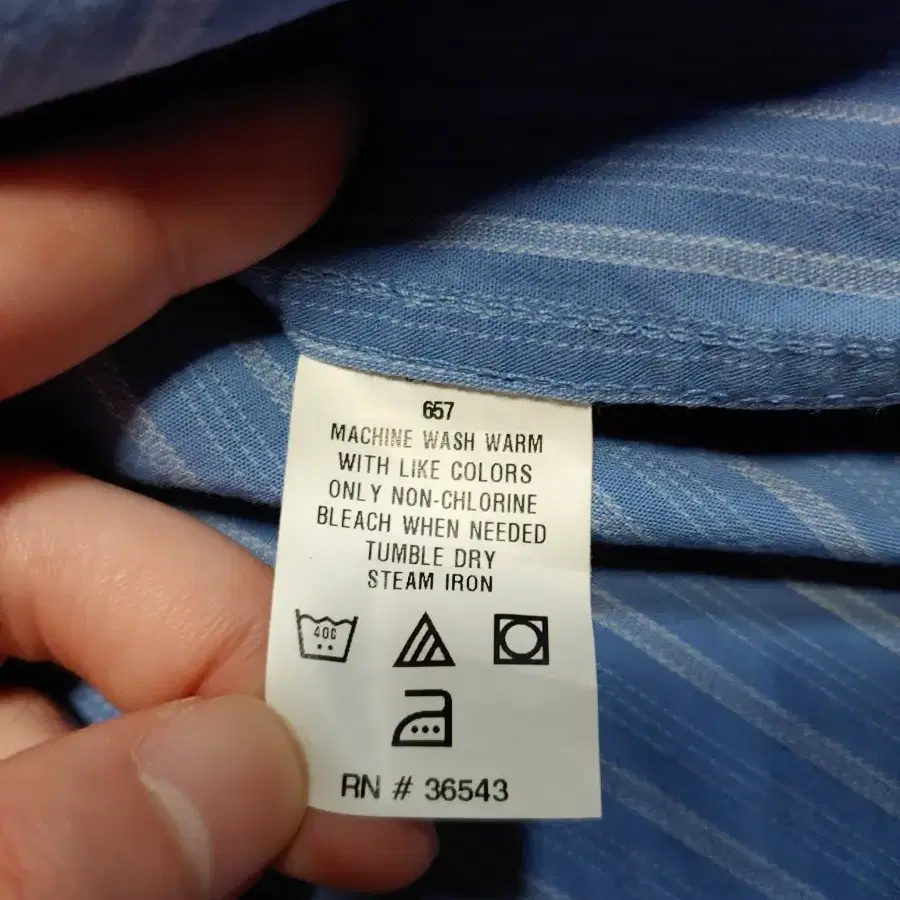 657
MACHINE WASH WARM
WITH LIKE COLORS
ONLY NON-CHLORINE
BLEACH WHEN NEEDED
TUMBLE DRY
STEAM IRON
40C
RN # 36543